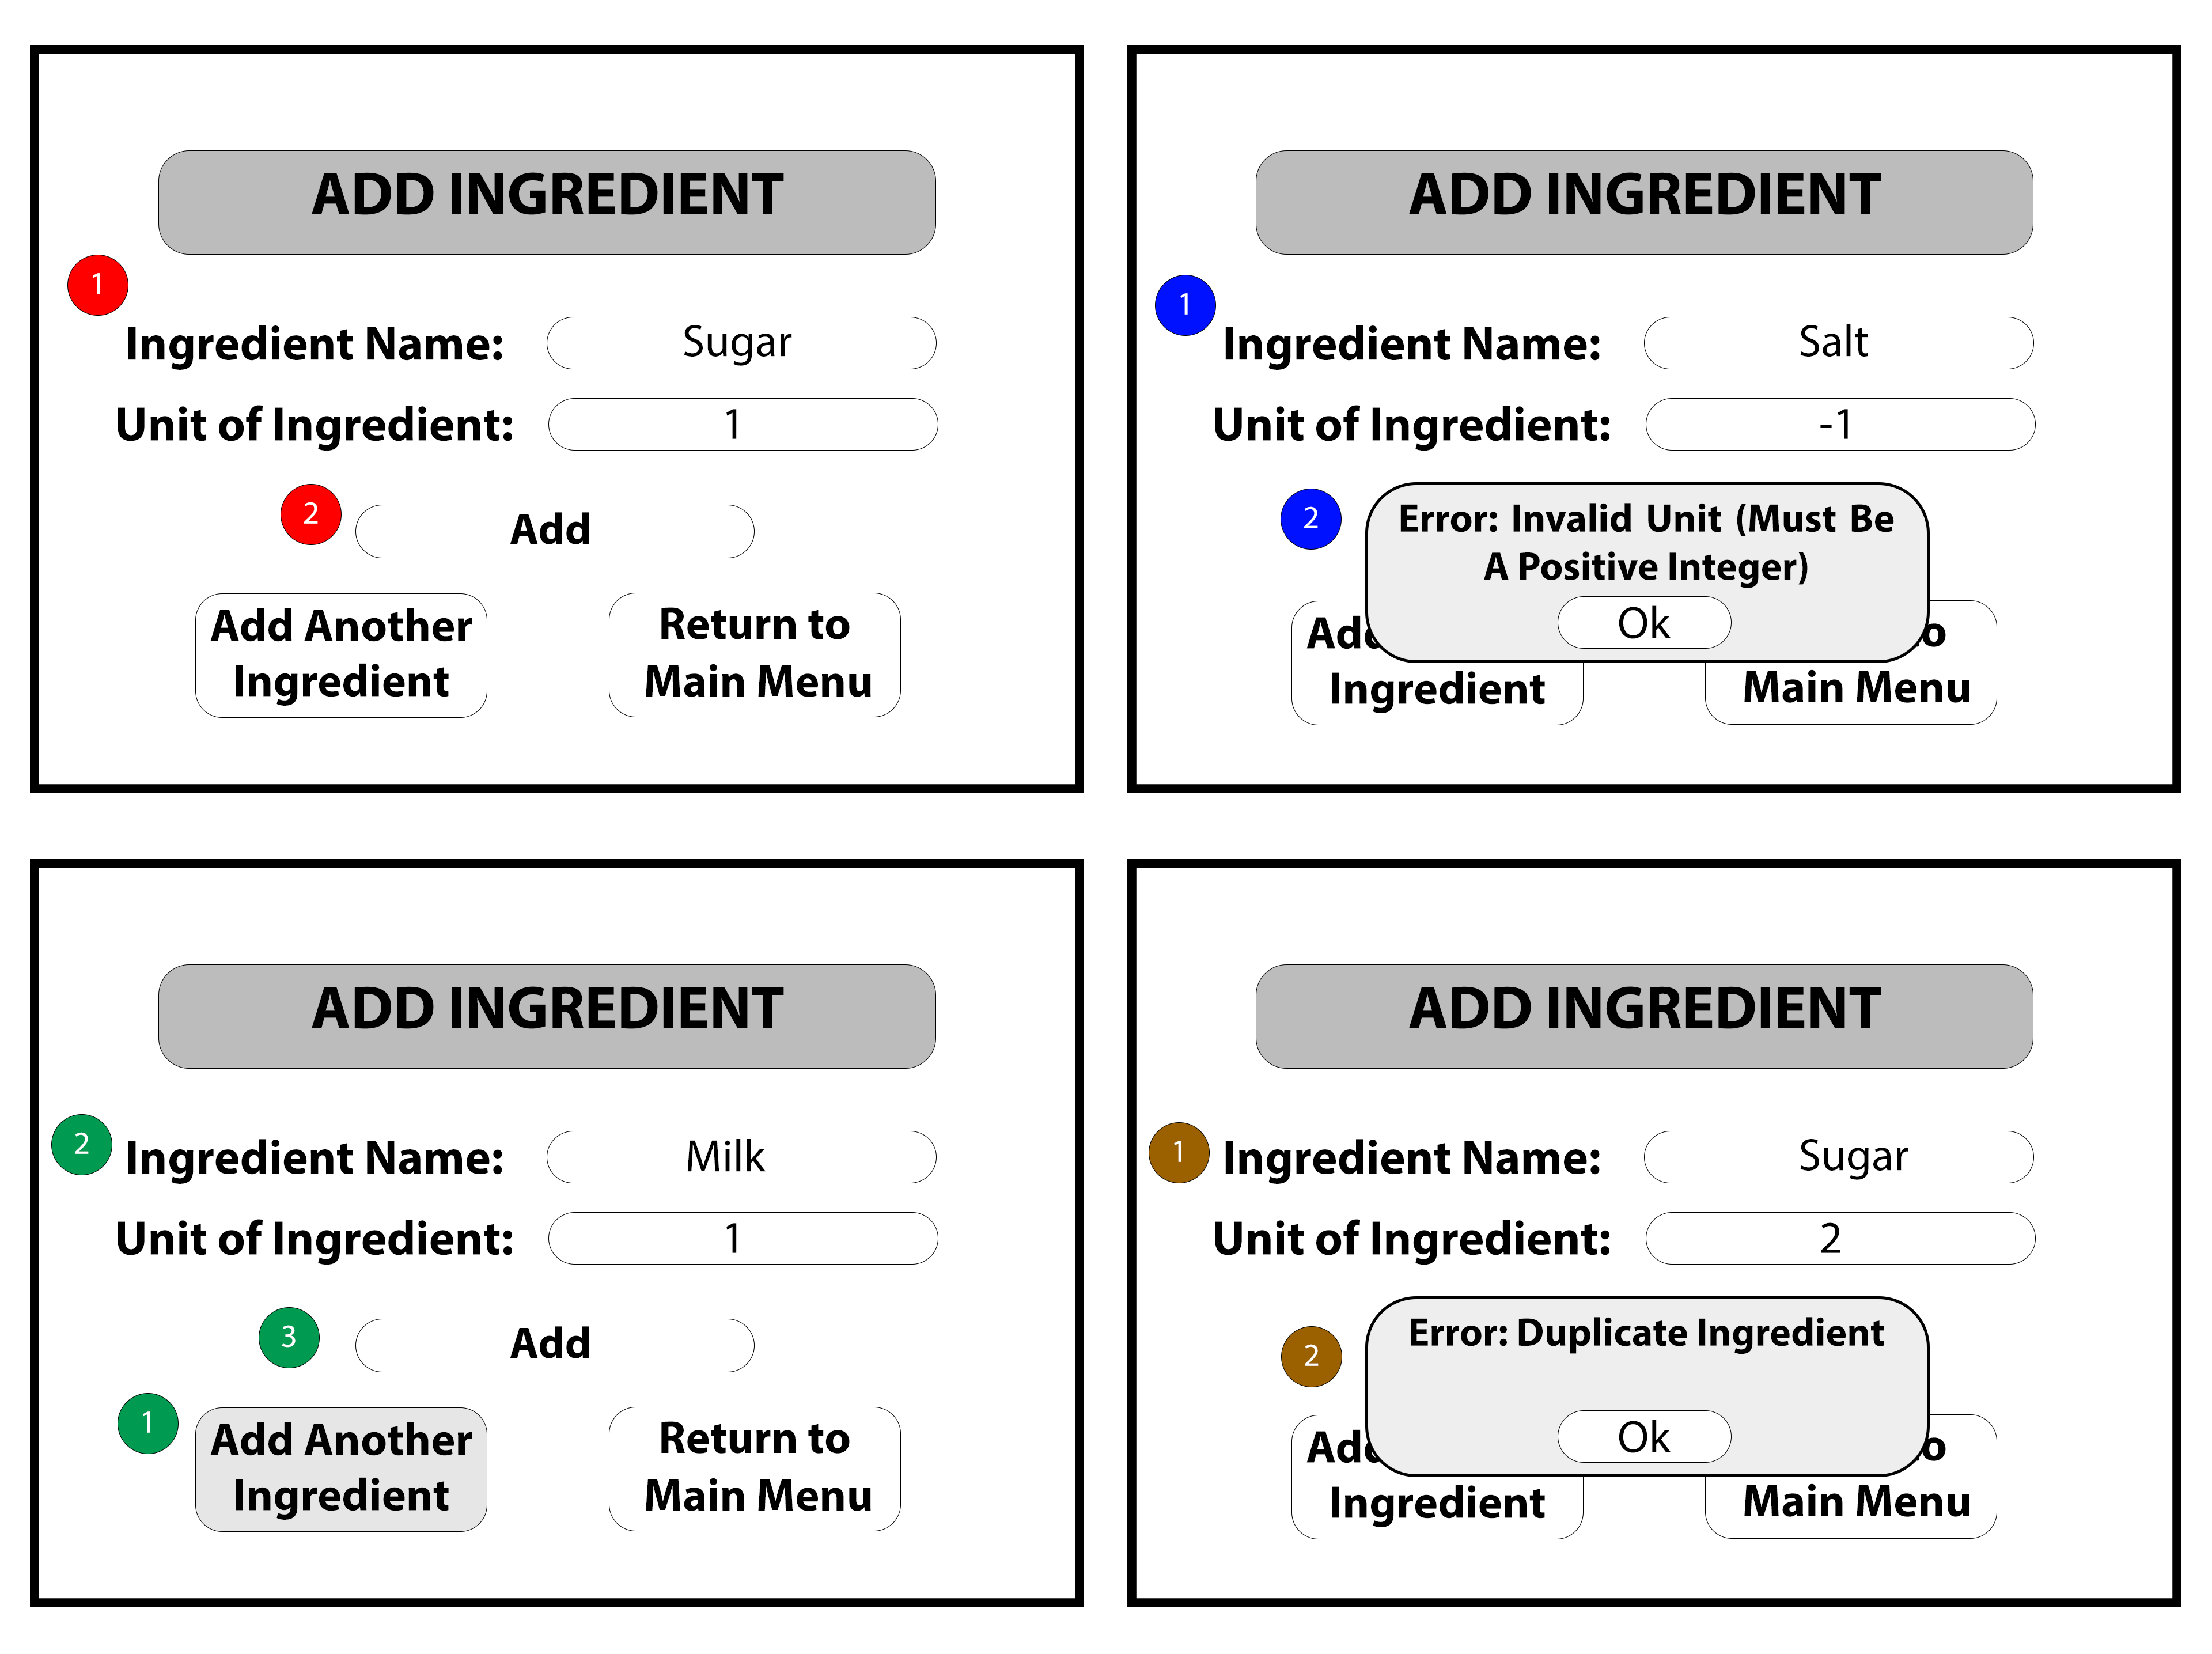 ADD INGREDIENT
1
Ingredient Name: Sugar
Unit of Ingredient: 1
2 Add
Add Another
Ingredient
Return to
Main Menu
ADD INGREDIENT
1
Ingredient Name: Salt
Unit of Ingredient: -1
2
Error: Invalid Unit (Must Be
A Positive Integer)
Ok
Ingredient
Main Menu
ADD INGREDIENT
2 Ingredient Name: Milk
Unit of Ingredient: 1
3 Add
1
Add Another
Ingredient
Return to
Main Menu
ADD INGREDIENT
1 Ingredient Name: Sugar
Unit of Ingredient: 2
2
Error: Duplicate Ingredient
Ok
Ingredient
Main Menu